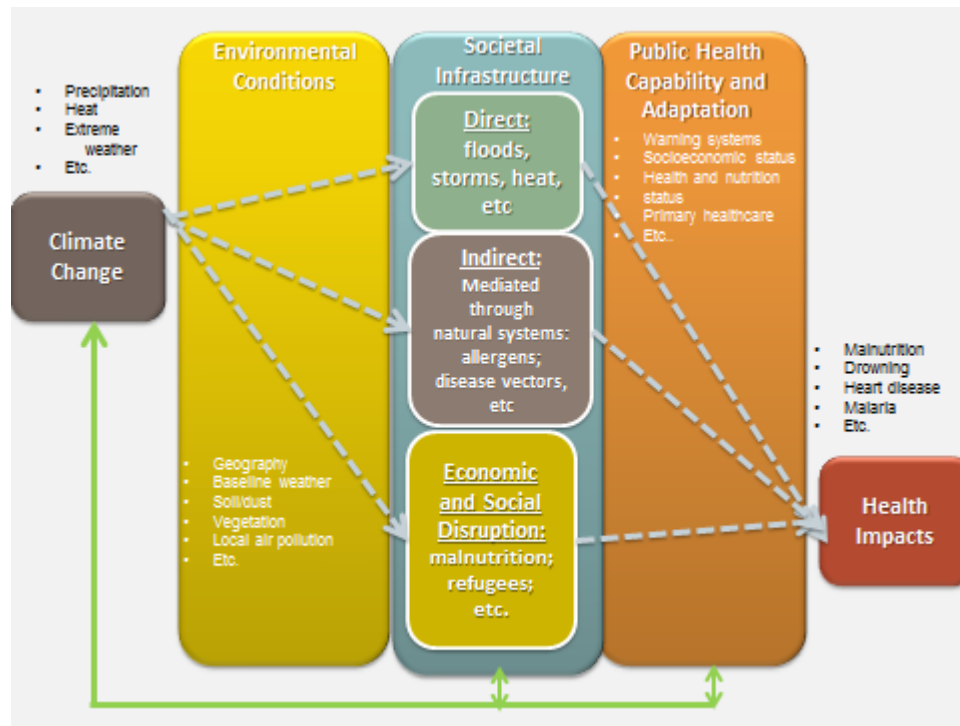 • Precipitation
• Heat
• Extreme
weather
• Etc.
Climate
Change
Environmental
Conditions
• Geography
• Baseline weather
• Soil/dust
• Vegetation
• Local air pollution
• Etc.
Societal
Infrastructure
Direct:
floods,
storms, heat,
etc
Indirect:
Mediated
through
natural systems:
allergens;
disease vectors,
etc
Economic
and Social
Disruption:
malnutrition;
refugees;
etc.
Public Health
Capability and
Adaptation
• Warning systems
• Socioeconomic status
• Health and nutrition
• status
• Primary healthcare
• Etc..
• Malnutrition
• Drowning
• Heart disease
• Malaria
• Etc.
Health
Impacts